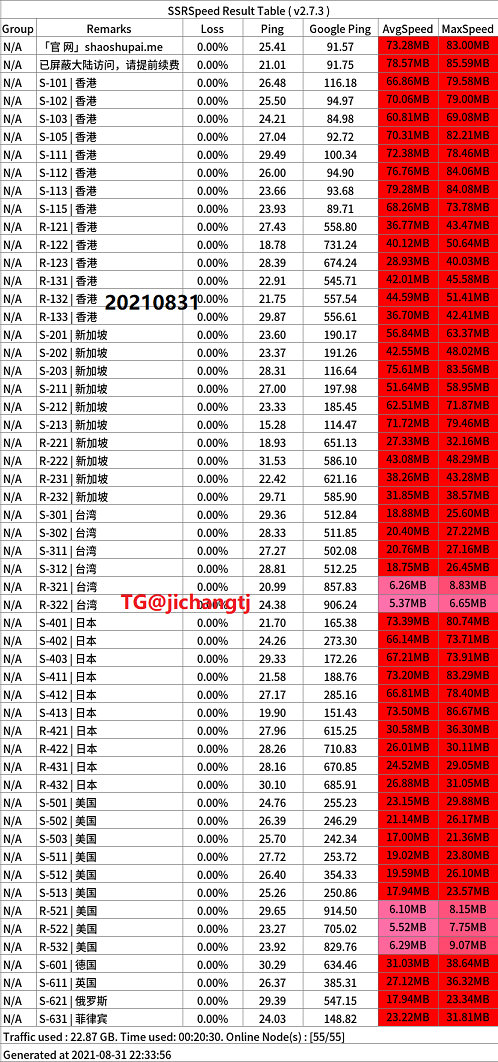 SSRSpeed Result Table ( v2.7.3 )
Group Remarks Loss Ping Google Ping AvgSpeed MaxSpeed
N/A 「官 网」shaoshupai.me 0.00% 25.41 91.57 73.28MB 83.00MB
N/A 已屏蔽大陆访问，请提前续费 0.00% 21.01 91.75 78.57MB 85.59MB
N/A S-101 | 香港 0.00% 26.48 116.18 66.86MB 79.58MB
N/A S-102 | 香港 0.00% 25.50 94.97 70.06MB 79.00MB
N/A S-103 | 香港 0.00% 24.21 84.98 60.81MB 69.08MB
N/A S-105 | 香港 0.00% 27.04 92.72 70.31MB 82.21MB
N/A S-111 | 香港 0.00% 29.49 100.34 72.38MB 78.46MB
N/A S-112 | 香港 0.00% 26.00 94.90 76.76MB 84.06MB
N/A S-113 | 香港 0.00% 23.66 93.68 79.28MB 84.08MB
N/A S-115 | 香港 0.00% 23.93 89.71 68.26MB 73.78MB
N/A R-121 | 香港 0.00% 27.43 558.80 36.77MB 43.47MB
N/A R-122 | 香港 0.00% 18.78 731.24 40.12MB 50.64MB
N/A R-123 | 香港 0.00% 28.39 674.24 28.93MB 40.03MB
N/A R-131 | 香港 0.00% 22.91 545.71 42.01MB 45.58MB
N/A R-132 | 香港 0.00% 21.75 557.54 44.59MB 51.41MB
20210831
N/A R-133 | 香港 0.00% 29.87 556.61 36.70MB 42.41MB
N/A S-201 | 新加坡 0.00% 23.60 190.17 56.84MB 63.37MB
N/A S-202 | 新加坡 0.00% 23.37 191.26 42.55MB 48.02MB
N/A S-203 | 新加坡 0.00% 28.31 116.64 75.61MB 83.56MB
N/A S-211 | 新加坡 0.00% 27.00 197.98 51.64MB 58.95MB
N/A S-212 | 新加坡 0.00% 23.33 185.45 62.51MB 71.87MB
N/A S-213 | 新加坡 0.00% 15.28 114.47 71.72MB 79.46MB
N/A R-221 | 新加坡 0.00% 18.93 651.13 27.33MB 32.16MB
N/A R-222 | 新加坡 0.00% 31.53 586.10 43.08MB 48.29MB
N/A R-231 | 新加坡 0.00% 22.42 621.16 38.26MB 43.28MB
N/A R-232 | 新加坡 0.00% 29.71 585.90 31.85MB 38.57MB
N/A S-301 | 台湾 0.00% 29.36 512.84 18.88MB 25.60MB
N/A S-302 | 台湾 0.00% 28.33 511.85 20.40MB 27.22MB
N/A S-311 | 台湾 0.00% 27.27 502.08 20.76MB 27.16MB
N/A S-312 | 台湾 0.00% 28.81 512.25 18.75MB 26.45MB
N/A R-321 | 台湾 0.00% 20.99 857.83 6.26MB 8.83MB
N/A R-322 | 台湾 0.00% 24.38 906.24 5.37MB 6.65MB
TG@jichangtj
N/A S-401 | 日本 0.00% 21.70 165.38 73.39MB 80.74MB
N/A S-402 | 日本 0.00% 24.26 273.30 66.14MB 73.71MB
N/A S-403 | 日本 0.00% 29.33 172.26 67.21MB 73.91MB
N/A S-411 | 日本 0.00% 21.58 188.76 73.20MB 83.29MB
N/A S-412 | 日本 0.00% 27.17 285.16 66.81MB 78.40MB
N/A S-413 | 日本 0.00% 19.90 151.43 73.50MB 86.67MB
N/A R-421 | 日本 0.00% 27.96 615.25 30.58MB 36.30MB
N/A R-422 | 日本 0.00% 28.26 710.83 26.01MB 30.11MB
N/A R-431 | 日本 0.00% 28.16 670.85 24.52MB 29.05MB
N/A R-432 | 日本 0.00% 30.10 685.91 26.88MB 31.05MB
N/A S-501 | 美国 0.00% 24.76 255.23 23.15MB 29.88MB
N/A S-502 | 美国 0.00% 26.39 246.29 21.14MB 26.17MB
N/A S-503 | 美国 0.00% 25.70 242.34 17.00MB 21.36MB
N/A S-511 | 美国 0.00% 27.72 253.72 19.02MB 23.80MB
N/A S-512 | 美国 0.00% 26.40 354.33 19.59MB 26.10MB
N/A S-513 | 美国 0.00% 25.26 250.86 17.94MB 23.57MB
N/A R-521 | 美国 0.00% 29.65 914.50 6.10MB 8.15MB
N/A R-522 | 美国 0.00% 23.27 705.02 5.52MB 7.75MB
N/A R-532 | 美国 0.00% 23.92 829.76 6.29MB 9.07MB
N/A S-601 | 德国 0.00% 30.29 634.46 31.03MB 38.64MB
N/A S-611 | 英国 0.00% 26.37 385.31 27.12MB 36.32MB
N/A S-621 | 俄罗斯 0.00% 29.39 547.15 17.94MB 23.34MB
N/A S-631 | 菲律宾 0.00% 24.03 148.82 23.22MB 31.81MB
Traffic used : 22.87 GB. Time used: 00:20:30. Online Node(s) : [55/55]
Generated at 2021-08-31 22:33:56